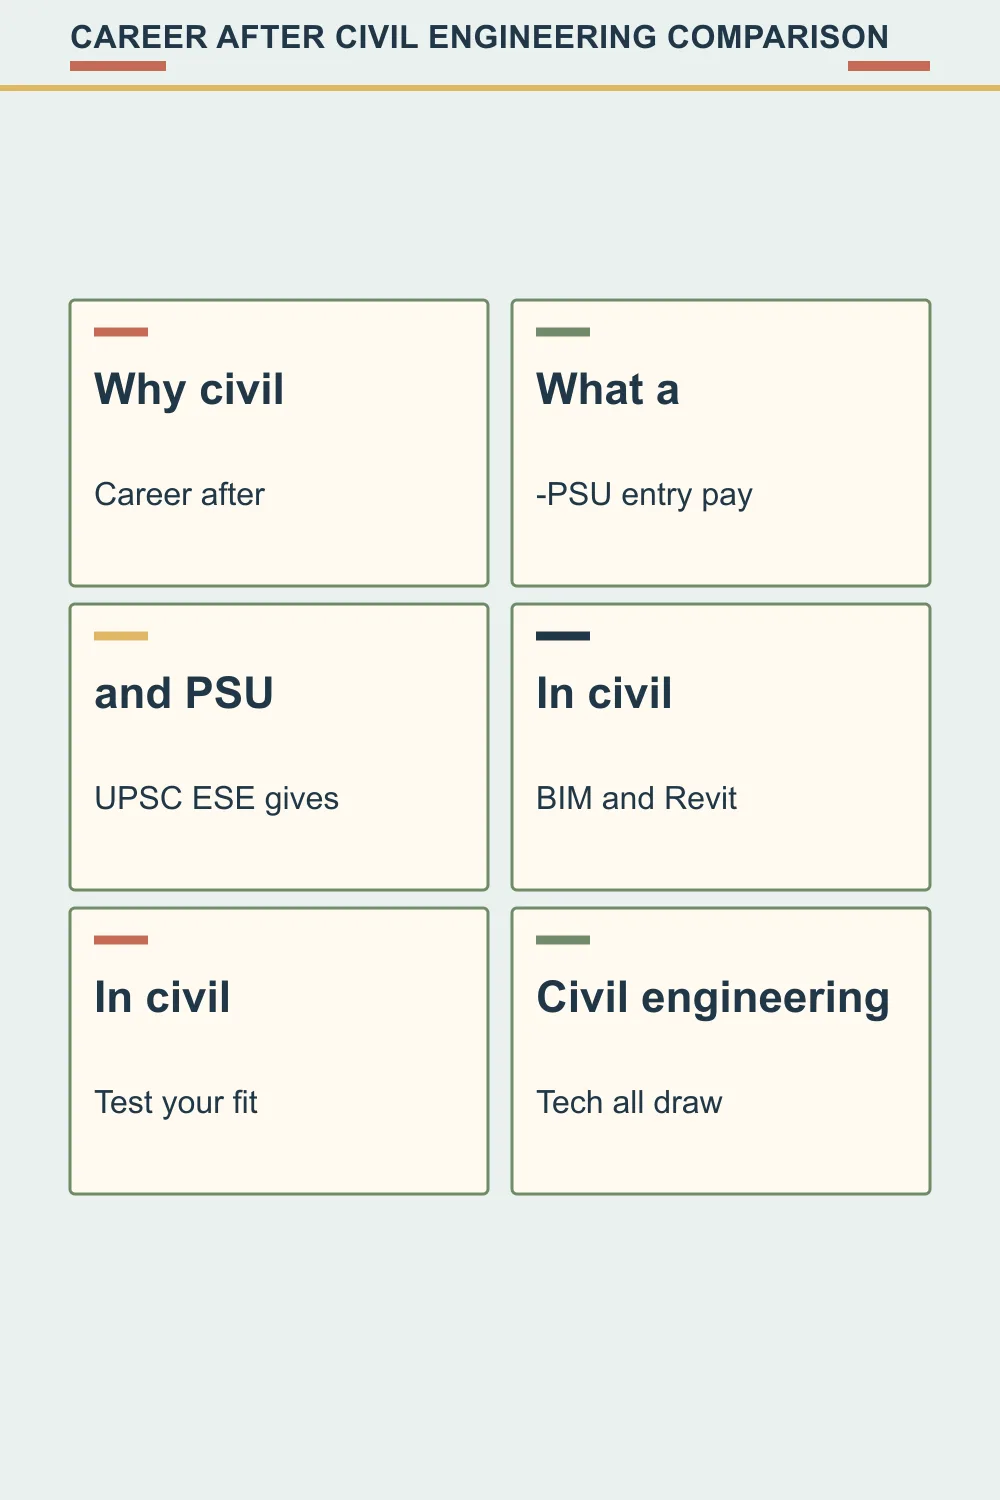 CAREER AFTER CIVIL ENGINEERING COMPARISON
Why civil
Career after
What a
-PSU entry pay
and PSU
UPSC ESE gives
In civil
BIM and Revit
In civil
Test your fit
Civil engineering
Tech all draw